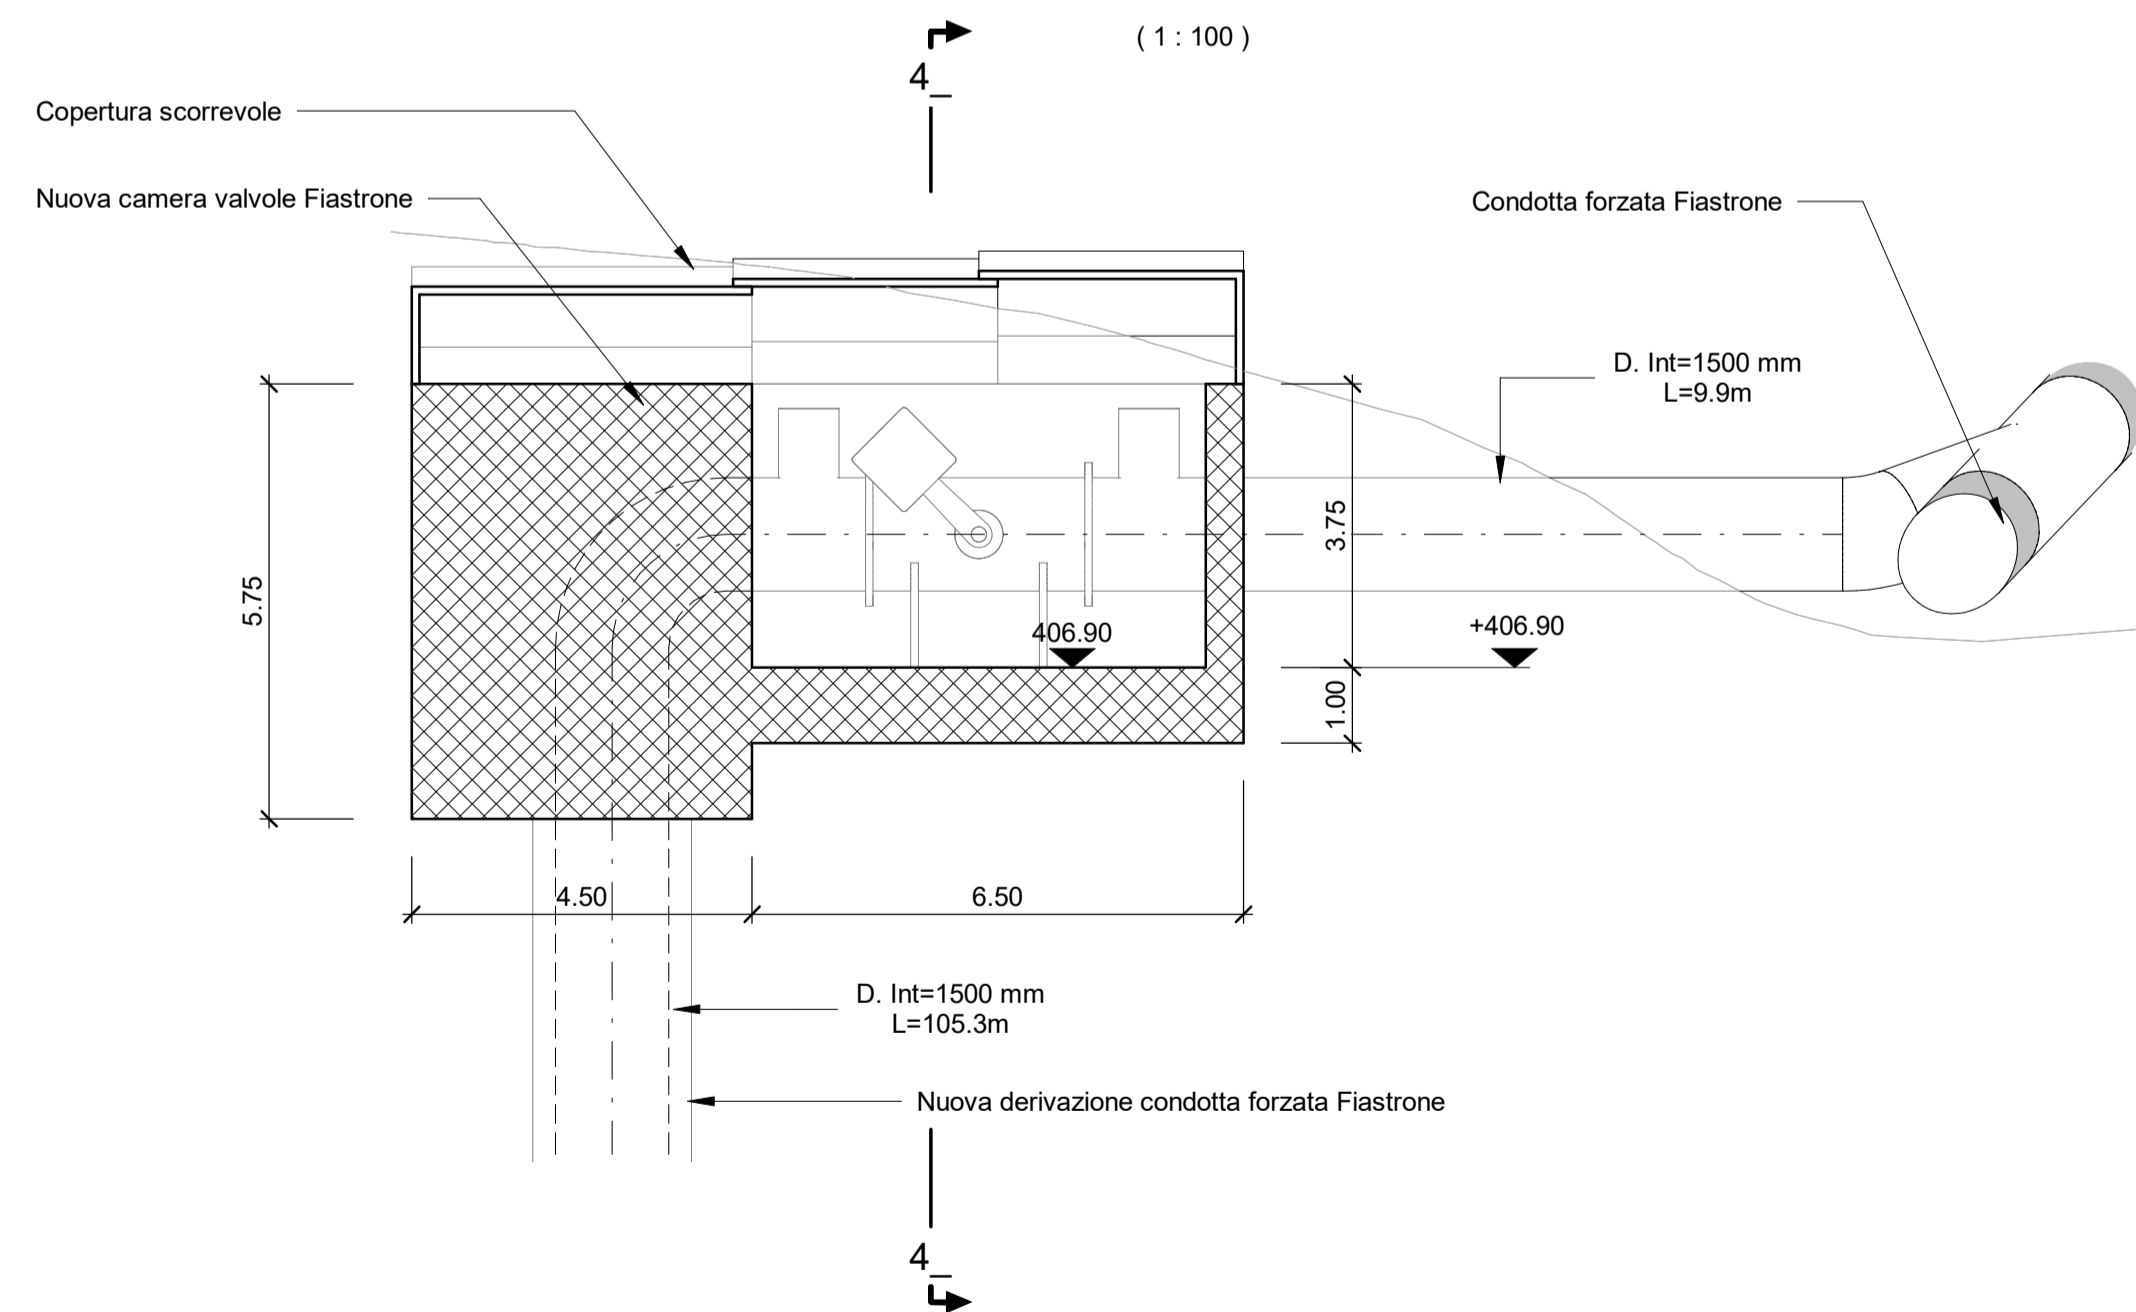 ( 1 : 100 )
4_
Copertura scorrevole
Nuova camera valvole Fiastrone
Condotta forzata Fiastrone
D. Int=1500 mm
L=9.9m
3.75
5.75
406.90
+406.90
1.00
4.50
6.50
D. Int=1500 mm
L=105.3m
Nuova derivazione condotta forzata Fiastrone
4_